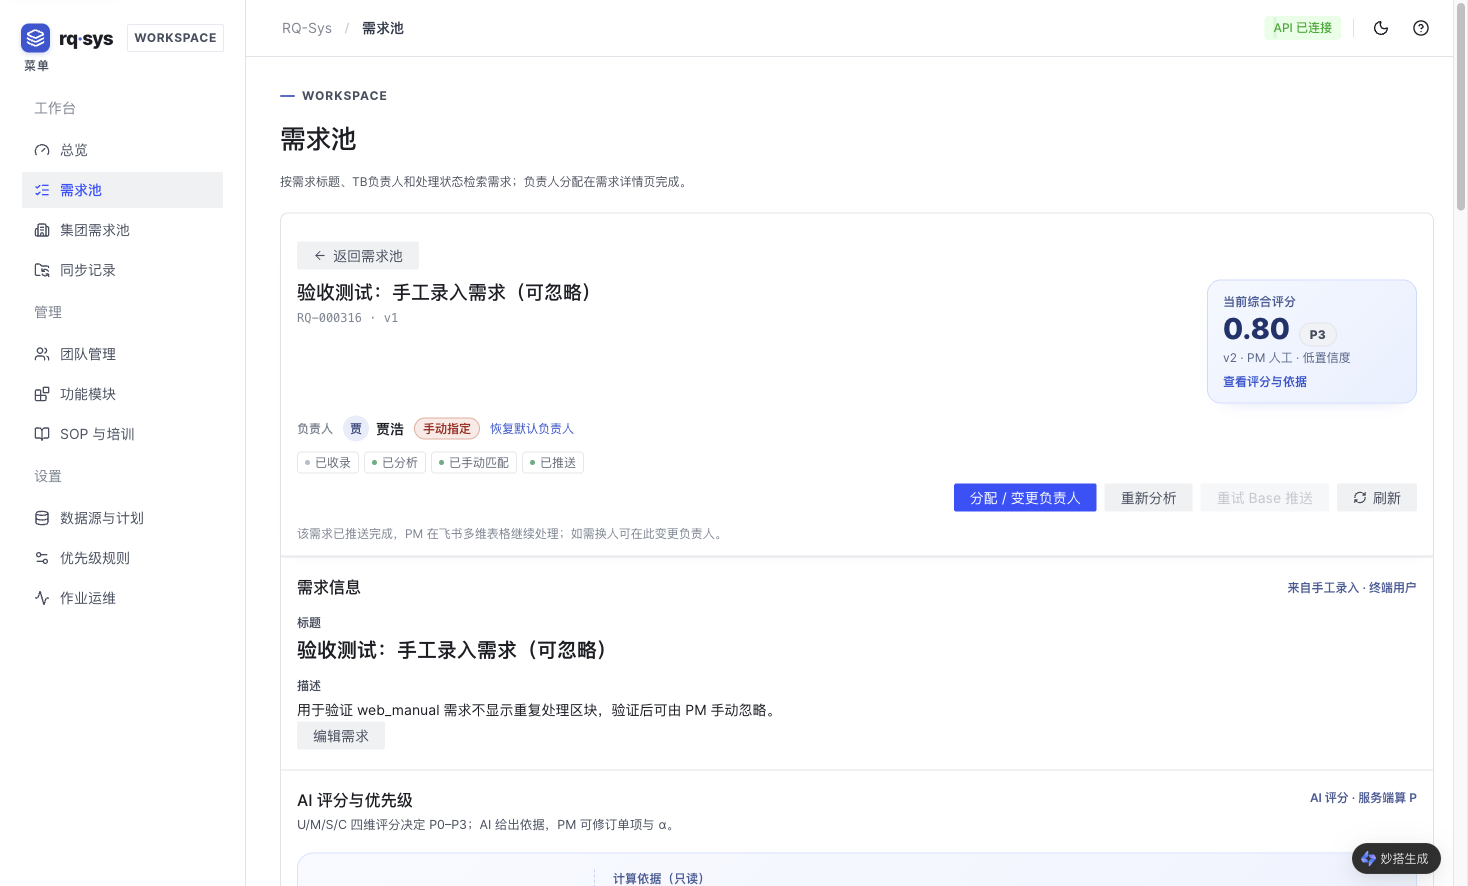 rq·sys WORKSPACE
菜单
工作台
总览
需求池
集团需求池
同步记录
管理
团队管理
功能模块
SOP 与培训
设置
数据源与计划
优先级规则
作业运维
RQ-Sys / 需求池
API 已连接
WORKSPACE
需求池
按需求标题、TB负责人和处理状态检索需求；负责人分配在需求详情页完成。
返回需求池
验收测试：手工录入需求（可忽略）
RQ-000316 · v1
当前综合评分
0.80 P3
v2 · PM 人工 · 低置信度
查看评分与依据
负责人 贾 贾浩 手动指定 恢复默认负责人
已收录 已分析 已手动匹配 已推送
分配 / 变更负责人 重新分析 重试 Base 推送 刷新
该需求已推送完成，PM 在飞书多维表格继续处理；如需换人可在此变更负责人。
需求信息
来自手工录入 · 终端用户
标题
验收测试：手工录入需求（可忽略）
描述
用于验证 web_manual 需求不显示重复处理区块，验证后可由 PM 手动忽略。
编辑需求
AI 评分与优先级
AI 评分 · 服务端算 P
U/M/S/C 四维评分决定 P0–P3；AI 给出依据，PM 可修订单项与 α。
计算依据（只读）
妙搭生成